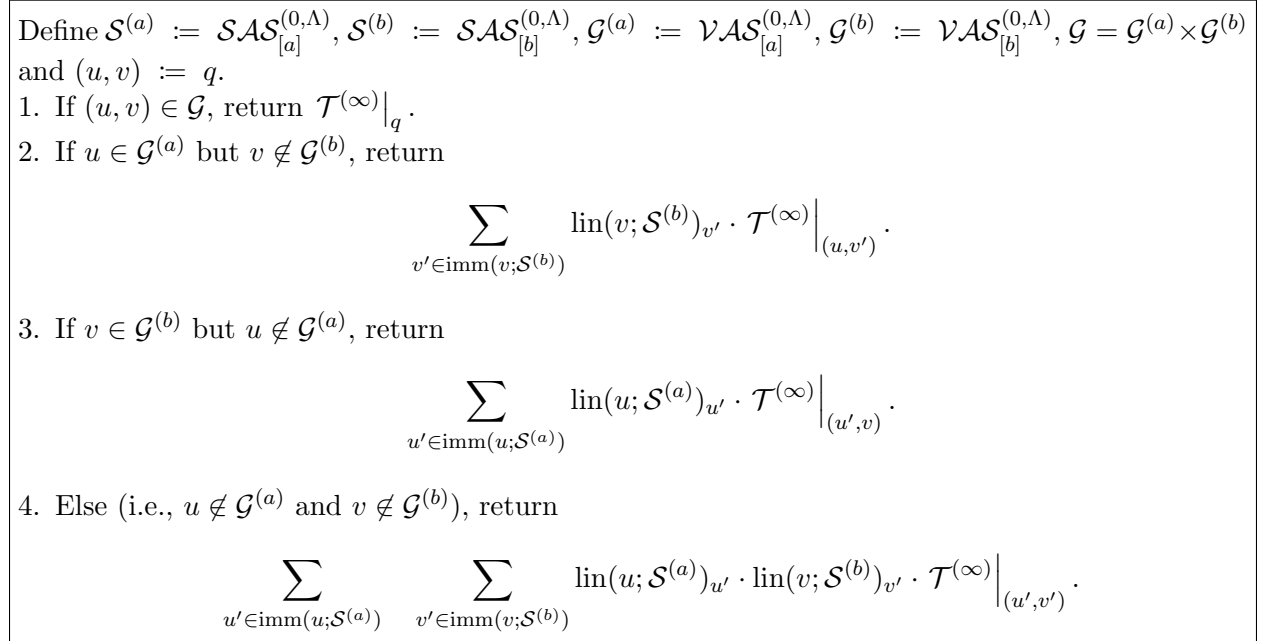 Define $\mathcal{S}^{(a)} := \mathcal{SAS}^{(0,\Lambda)}_{[a]}$, $\mathcal{S}^{(b)} := \mathcal{SAS}^{(0,\Lambda)}_{[b]}$, $\mathcal{G}^{(a)} := \mathcal{VAS}^{(0,\Lambda)}_{[a]}$, $\mathcal{G}^{(b)} := \mathcal{VAS}^{(0,\Lambda)}_{[b]}$, $\mathcal{G} = \mathcal{G}^{(a)} \times \mathcal{G}^{(b)}$
and $(u, v) := q$.
1. If $(u, v) \in \mathcal{G}$, return $\mathcal{T}^{(\infty)}\big|_q$.
2. If $u \in \mathcal{G}^{(a)}$ but $v \notin \mathcal{G}^{(b)}$, return
$\sum_{v' \in \mathrm{imm}(v;\mathcal{S}^{(b)})} \mathrm{lin}(v; \mathcal{S}^{(b)})_{v'} \cdot \mathcal{T}^{(\infty)}\Big|_{(u,v')}$.
3. If $v \in \mathcal{G}^{(b)}$ but $u \notin \mathcal{G}^{(a)}$, return
$\sum_{u' \in \mathrm{imm}(u;\mathcal{S}^{(a)})} \mathrm{lin}(u; \mathcal{S}^{(a)})_{u'} \cdot \mathcal{T}^{(\infty)}\Big|_{(u',v)}$.
4. Else (i.e., $u \notin \mathcal{G}^{(a)}$ and $v \notin \mathcal{G}^{(b)}$), return
$\sum_{u' \in \mathrm{imm}(u;\mathcal{S}^{(a)})} \sum_{v' \in \mathrm{imm}(v;\mathcal{S}^{(b)})} \mathrm{lin}(u; \mathcal{S}^{(a)})_{u'} \cdot \mathrm{lin}(v; \mathcal{S}^{(b)})_{v'} \cdot \mathcal{T}^{(\infty)}\Big|_{(u',v')}$.